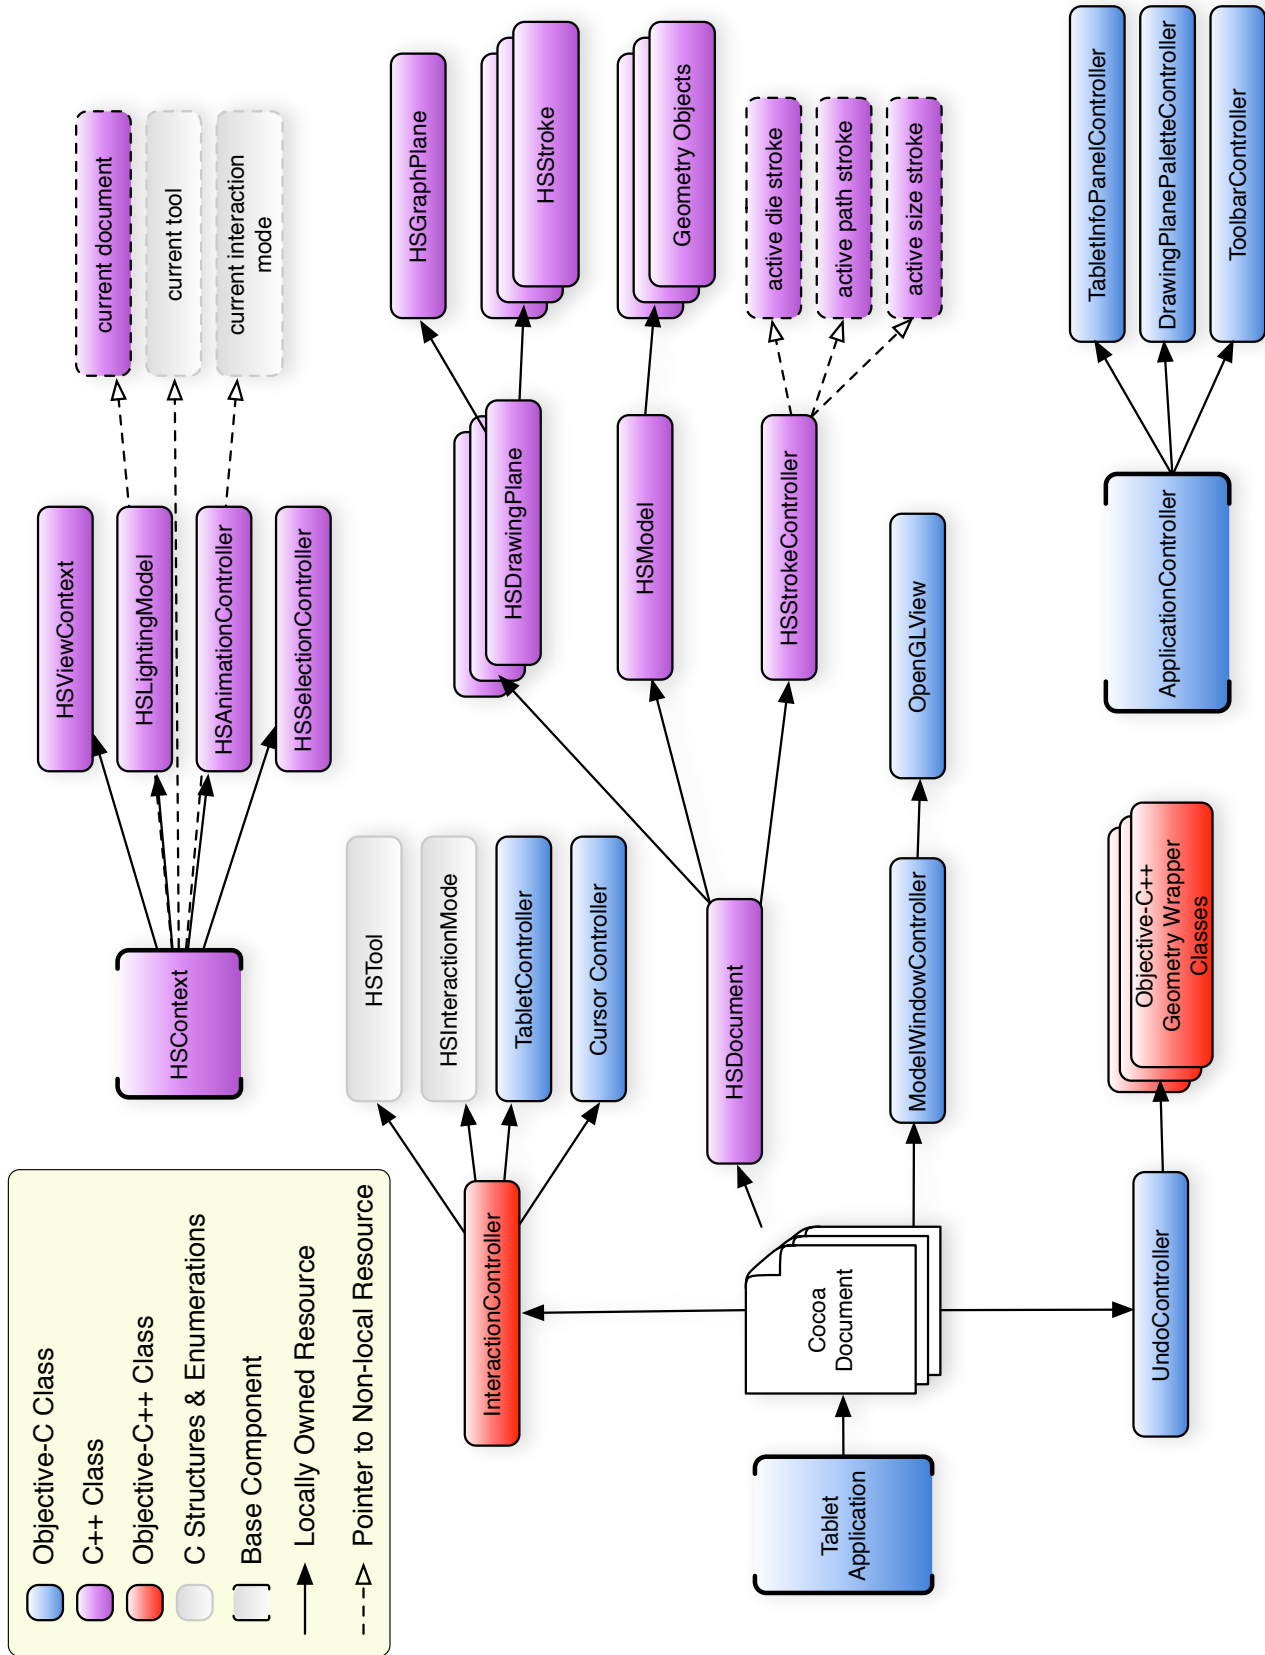 Objective-C Class
C++ Class
Objective-C++ Class
C Structures & Enumerations
Base Component
Locally Owned Resource
Pointer to Non-local Resource
HSContext
HSViewContext
HSLightingModel
HSAnimationController
HSSelectionController
current document
current tool
current interaction
mode
InteractionController
HSTool
HSInteractionMode
TabletController
Cursor Controller
Tablet
Application
Cocoa
Document
HSDocument
HSDrawingPlane
HSGraphPlane
HSStroke
HSModel
Geometry Objects
HSStrokeController
active die stroke
active path stroke
active size stroke
ModelWindowController
OpenGLView
UndoController
Objective-C++
Geometry Wrapper
Classes
ApplicationController
TabletInfoPanelController
DrawingPlanePaletteController
ToolbarController